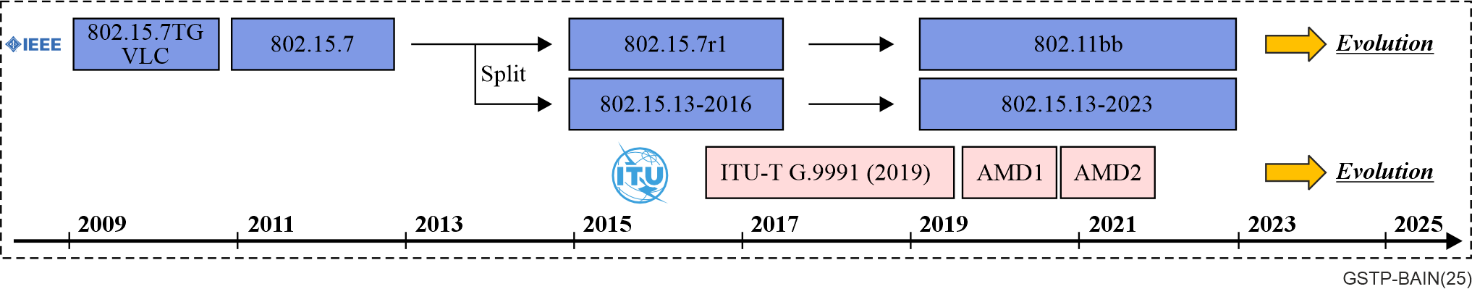 IEEE
802.15.7TG
VLC
802.15.7
802.15.7r1
802.11bb
Evolution
Split
802.15.13-2016
802.15.13-2023
ITU
ITU-T G.9991 (2019)
AMD1
AMD2
Evolution
2009
2011
2013
2015
2017
2019
2021
2023
2025
GSTP-BAIN(25)